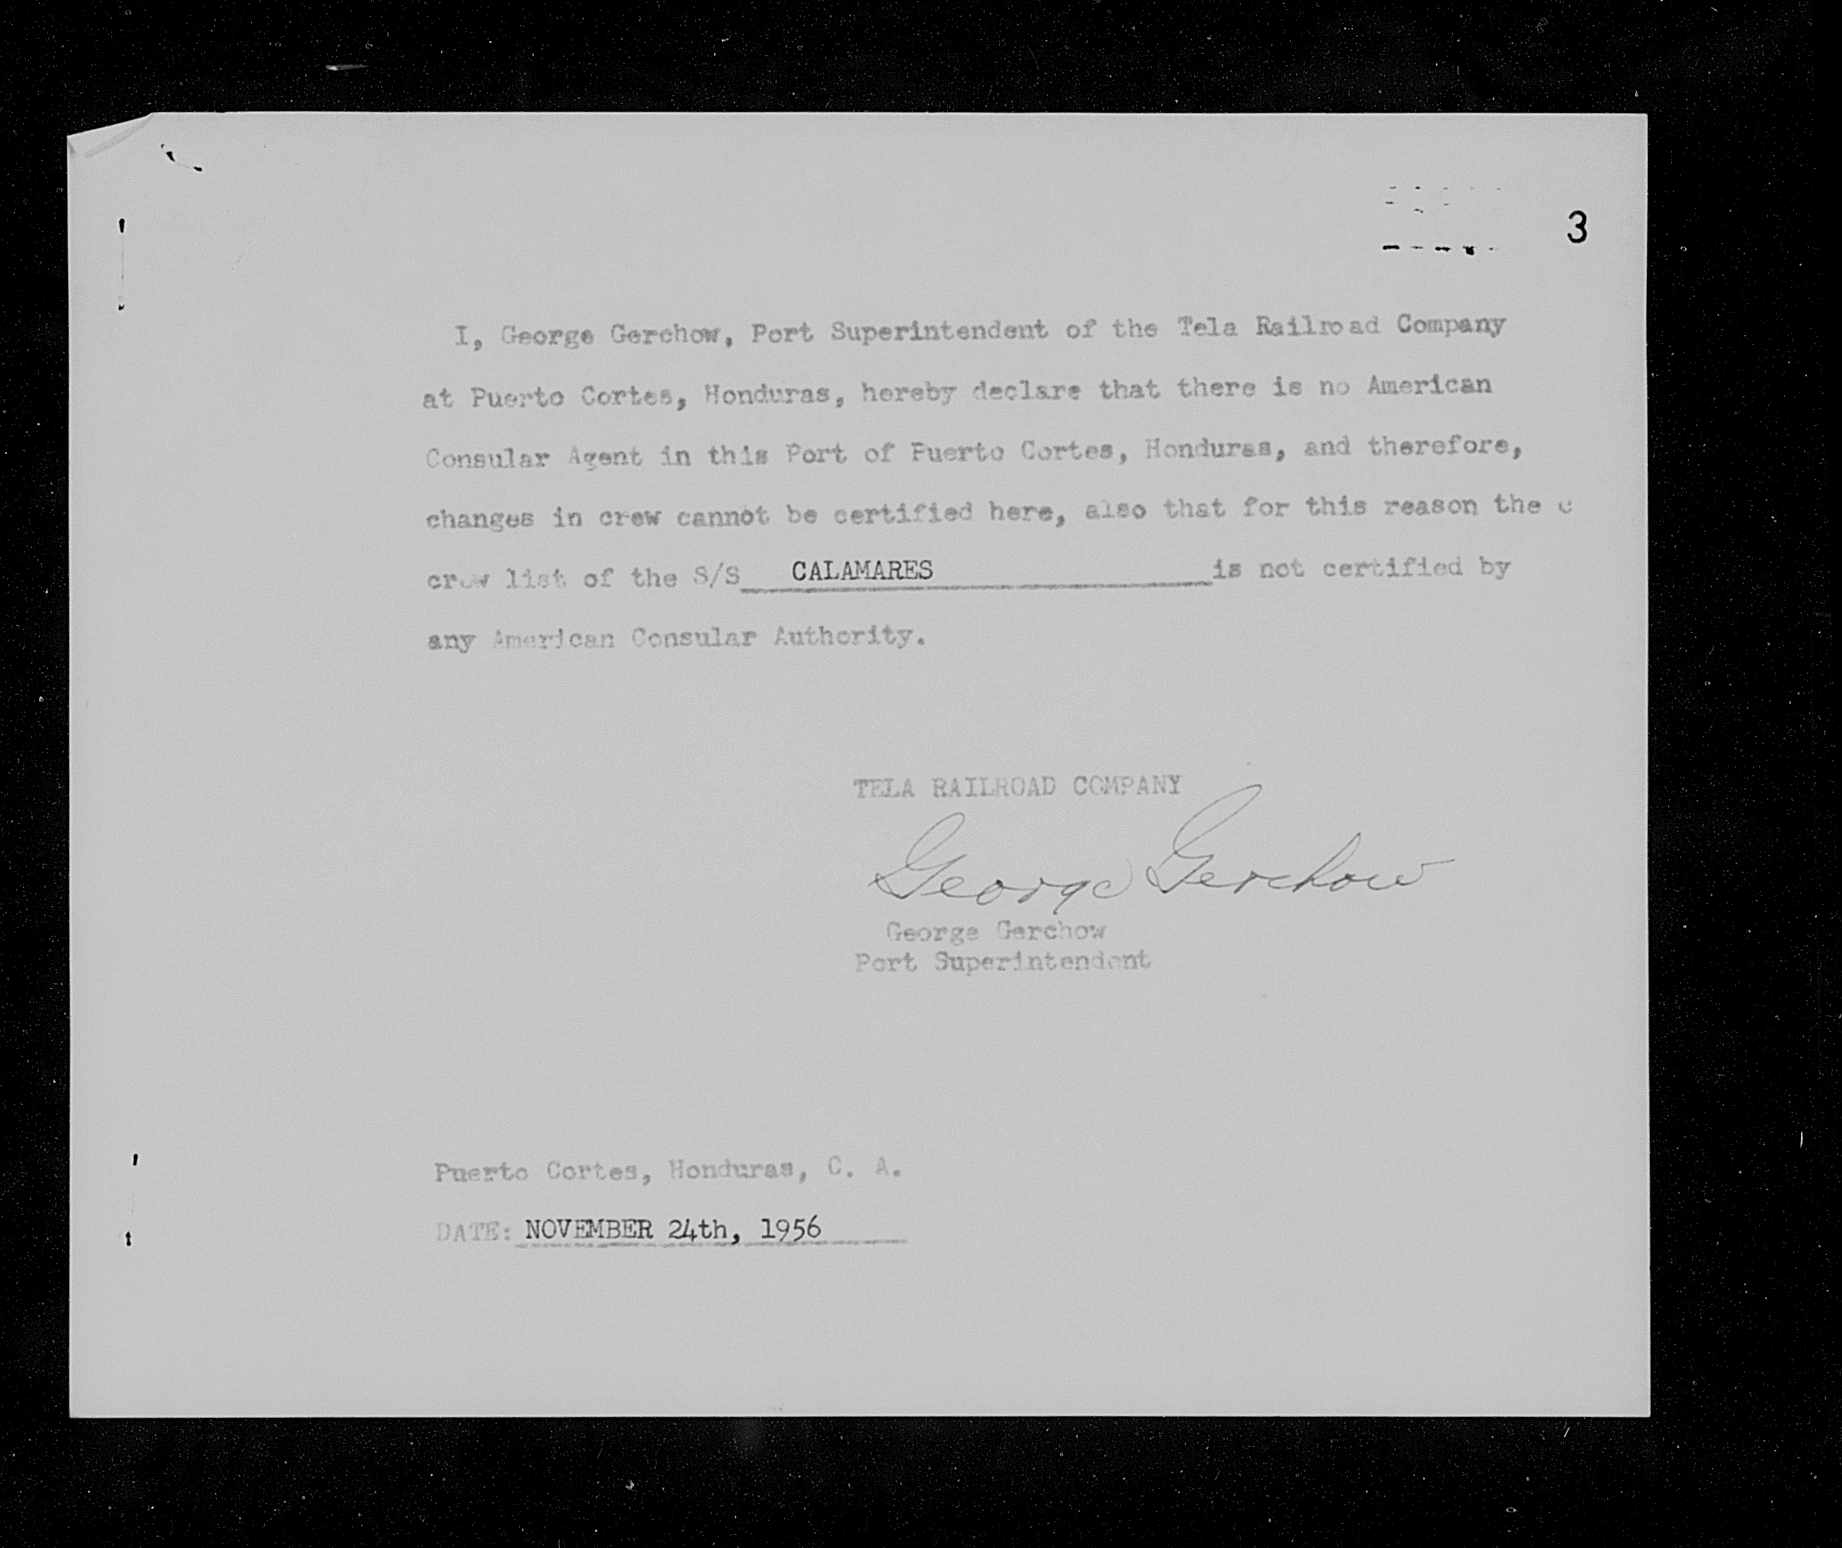 3
I, George Gerchow, Port Superintendent of the Tela Railroad Company
at Puerto Cortes, Honduras, hereby declare that there is no American
Consular Agent in this Port of Puerto Cortes, Honduras, and therefore,
changes in crew cannot be certified here, also that for this reason the c
crew list of the S/S CALAMARES is not certified by
any American Consular Authority.
TELA RAILROAD COMPANY
George Gerchow
George Gerchow
Port Superintendent
Puerto Cortes, Honduras, C. A.
DATE: NOVEMBER 24th, 1956